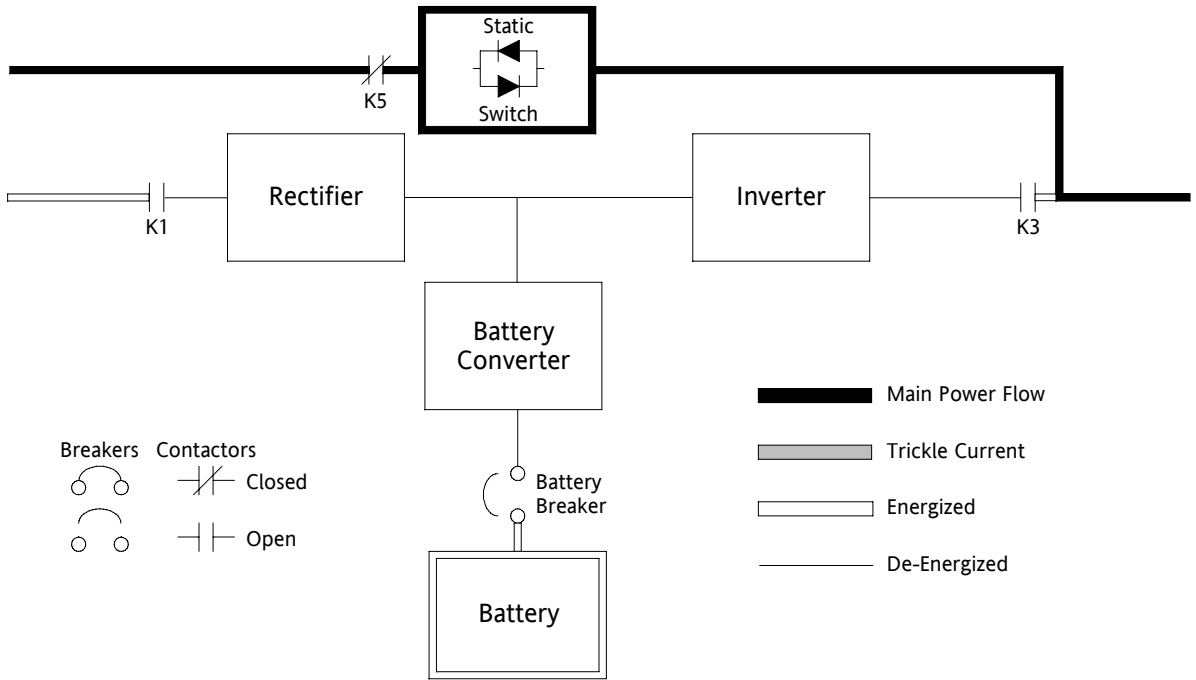 Static
Switch
K5
Rectifier
Inverter
K1
K3
Battery
Converter
Main Power Flow
Breakers Contactors
Trickle Current
Closed
Battery
Breaker
Energized
Open
De-Energized
Battery